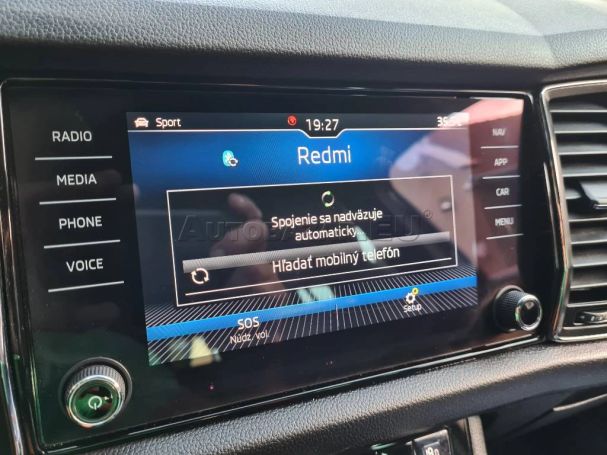 RADIO
MEDIA
PHONE
VOICE
Sport
19:27
Redmi
Spojenie sa nadväzuje
automaticky...
Hľadať mobilný telefón
SOS
Núdz. vol.
Setup
NAV
APP
CAR
MENU